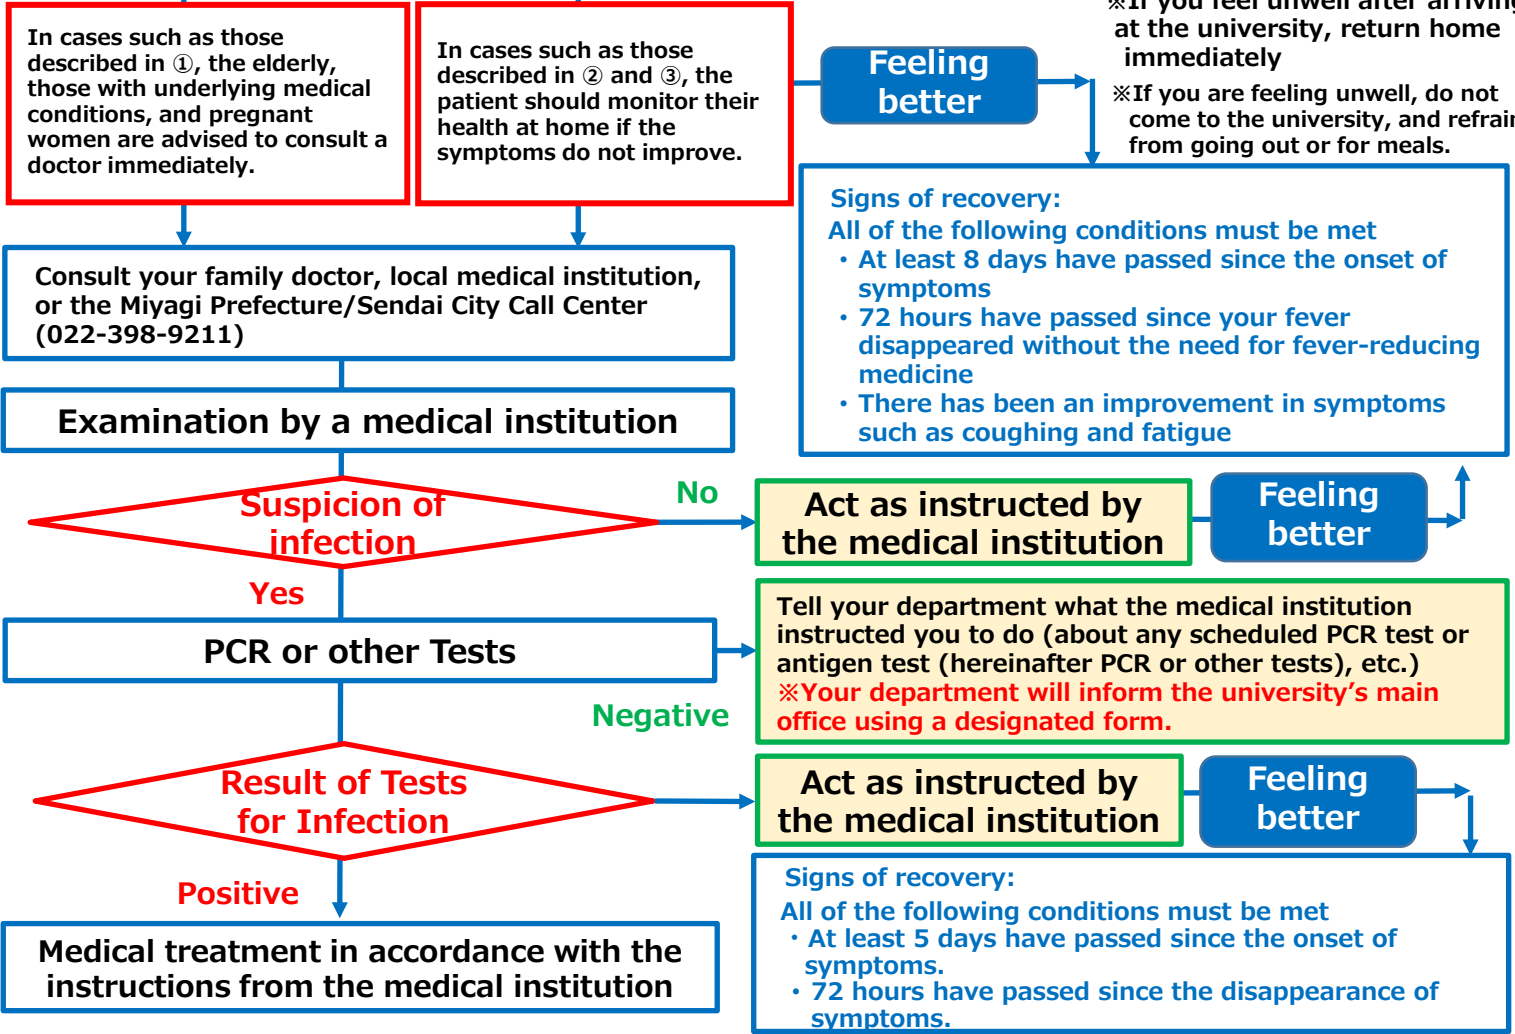 ※If you feel unwell after arriving
at the university, return home
immediately
※If you are feeling unwell, do not
come to the university, and refrain
from going out or for meals.
In cases such as those
described in ①, the elderly,
those with underlying medical
conditions, and pregnant
women are advised to consult a
doctor immediately.
In cases such as those
described in ② and ③, the
patient should monitor their
health at home if the
symptoms do not improve.
Feeling
better
Signs of recovery:
All of the following conditions must be met
・At least 8 days have passed since the onset of
symptoms
・72 hours have passed since your fever
disappeared without the need for fever-reducing
medicine
・There has been an improvement in symptoms
such as coughing and fatigue
Consult your family doctor, local medical institution,
or the Miyagi Prefecture/Sendai City Call Center
(022-398-9211)
Examination by a medical institution
Suspicion of
infection
No
Act as instructed by
the medical institution
Feeling
better
Yes
PCR or other Tests
Tell your department what the medical institution
instructed you to do (about any scheduled PCR test or
antigen test (hereinafter PCR or other tests), etc.)
※Your department will inform the university’s main
office using a designated form.
Negative
Result of Tests
for Infection
Act as instructed by
the medical institution
Feeling
better
Positive
Medical treatment in accordance with the
instructions from the medical institution
Signs of recovery:
All of the following conditions must be met
・At least 5 days have passed since the onset of
symptoms.
・72 hours have passed since the disappearance of
symptoms.